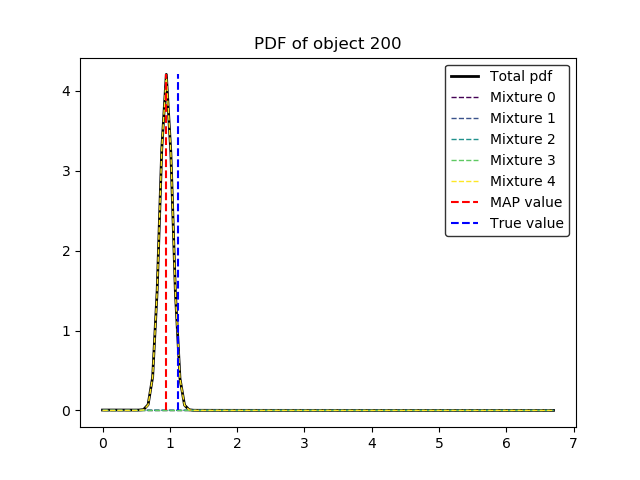 PDF of object 200
Total pdf
Mixture 0
Mixture 1
Mixture 2
Mixture 3
Mixture 4
MAP value
True value
4
3
2
1
0
0 1 2 3 4 5 6 7